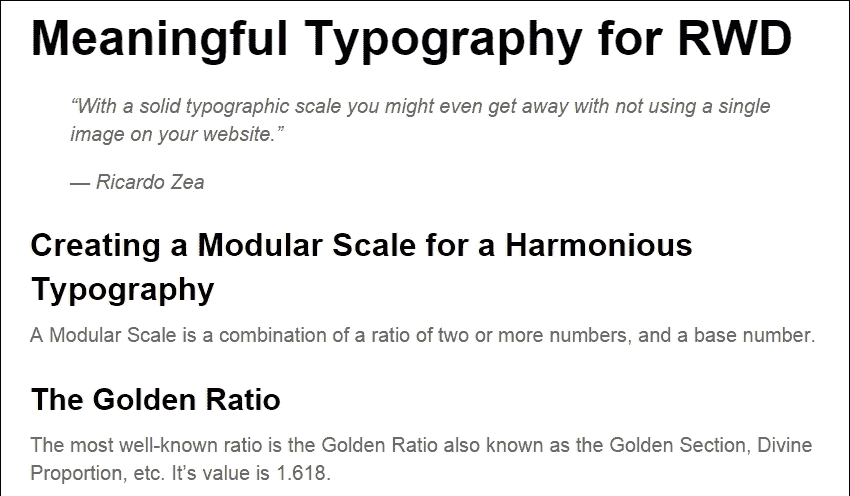 Meaningful Typography for RWD
“With a solid typographic scale you might even get away with not using a single
image on your website.”
— Ricardo Zea
Creating a Modular Scale for a Harmonious
Typography
A Modular Scale is a combination of a ratio of two or more numbers, and a base number.
The Golden Ratio
The most well-known ratio is the Golden Ratio also known as the Golden Section, Divine
Proportion, etc. It’s value is 1.618.